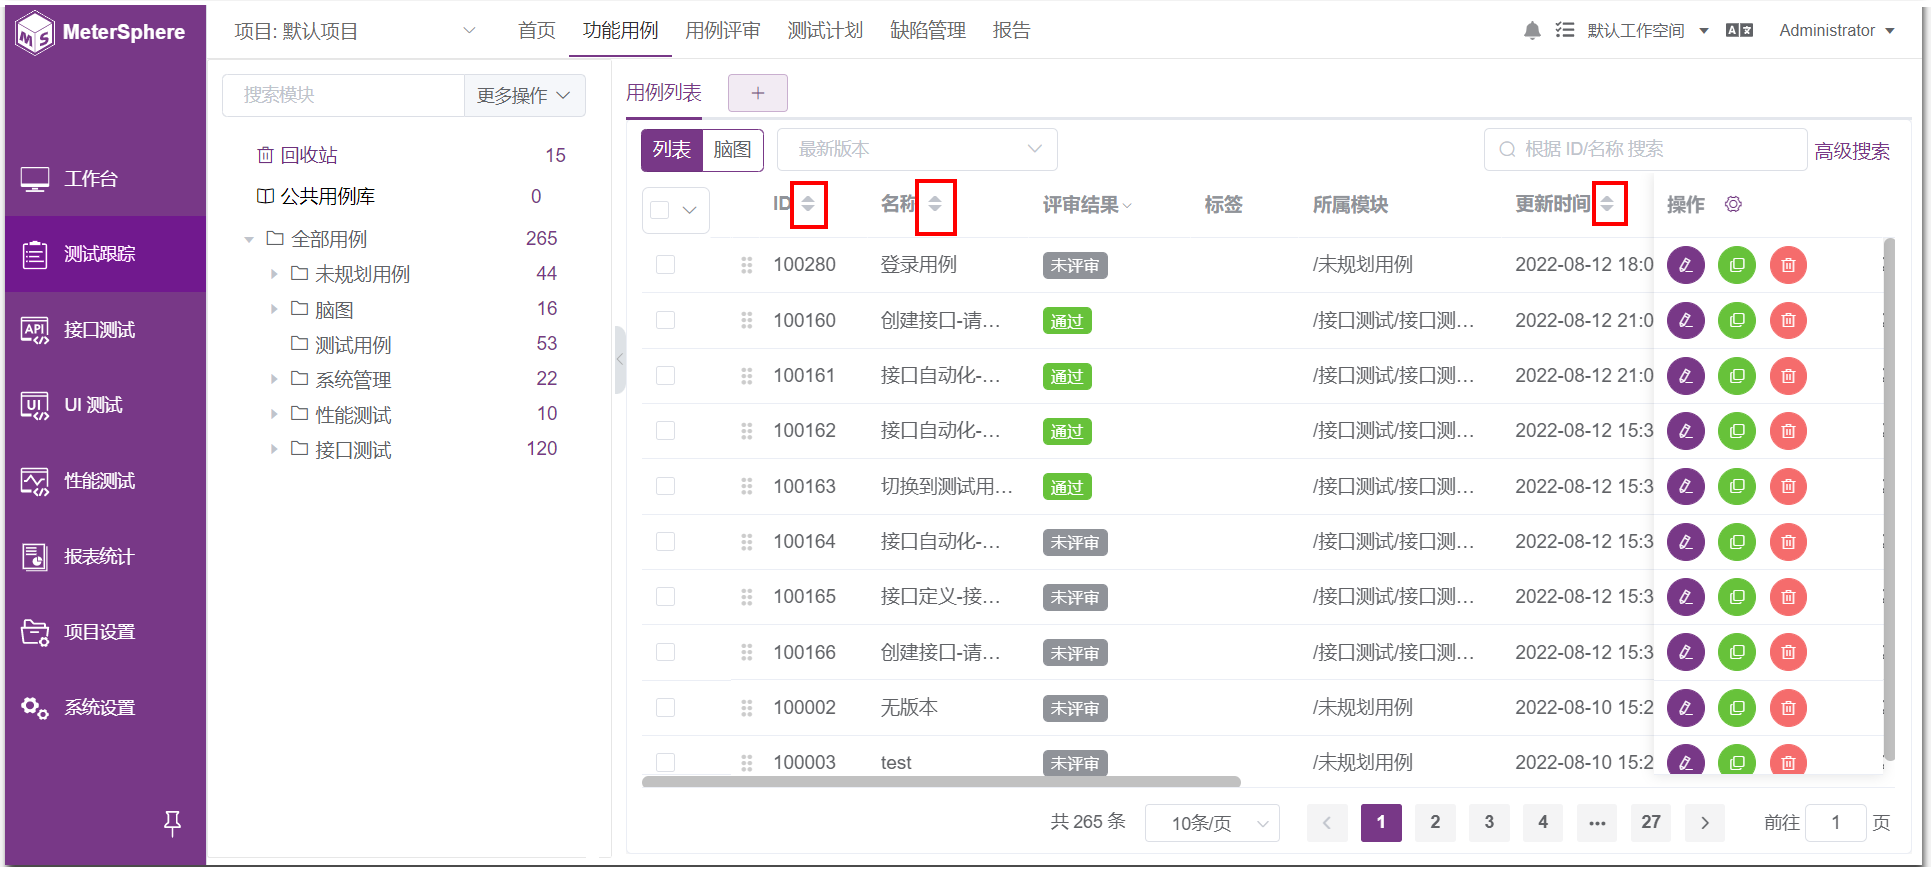 MeterSphere
项目: 默认项目
首页
功能用例
用例评审
测试计划
缺陷管理
报告
默认工作空间
Administrator
工作台
测试跟踪
接口测试
UI 测试
性能测试
报表统计
项目设置
系统设置
搜索模块
更多操作
回收站 15
公共用例库 0
全部用例 265
未规划用例 44
脑图 16
测试用例 53
系统管理 22
性能测试 10
接口测试 120
用例列表
+
列表 脑图
最新版本
根据 ID/名称 搜索
高级搜索
ID 名称 评审结果 标签 所属模块 更新时间 操作
100280 登录用例 未评审 /未规划用例 2022-08-12 18:0
100160 创建接口-请... 通过 /接口测试/接口测... 2022-08-12 21:0
100161 接口自动化-... 通过 /接口测试/接口测... 2022-08-12 21:0
100162 接口自动化-... 通过 /接口测试/接口测... 2022-08-12 15:3
100163 切换到测试用... 通过 /接口测试/接口测... 2022-08-12 15:3
100164 接口自动化-... 未评审 /接口测试/接口测... 2022-08-12 15:3
100165 接口定义-接... 未评审 /接口测试/接口测... 2022-08-12 15:3
100166 创建接口-请... 未评审 /接口测试/接口测... 2022-08-12 15:3
100002 无版本 未评审 /未规划用例 2022-08-10 15:2
100003 test 未评审 /未规划用例 2022-08-10 15:2
共 265 条 10条/页 < 1 2 3 4 ... 27 > 前往 1 页